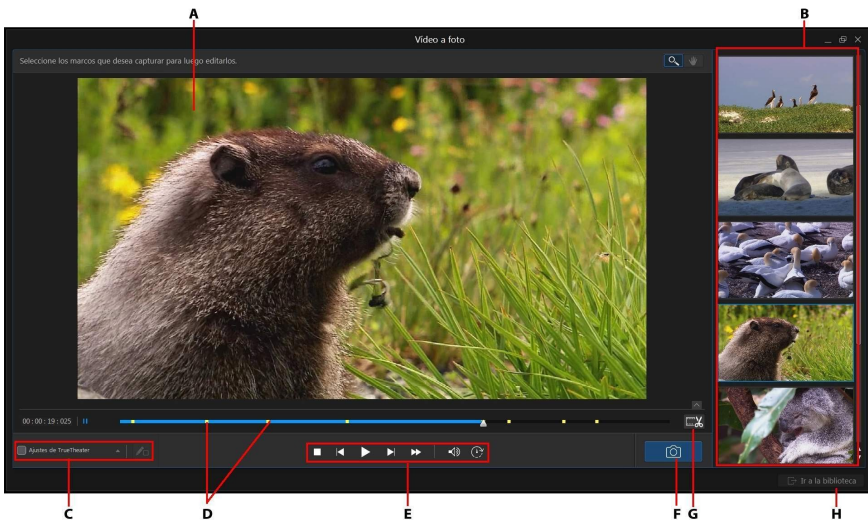 A
B
Vídeo a foto
Seleccione los marcos que desea capturar para luego editarlos.
00 : 00 : 19 : 025
Ajustes de TrueTheater
Ir a la biblioteca
C
D
E
F
G
H